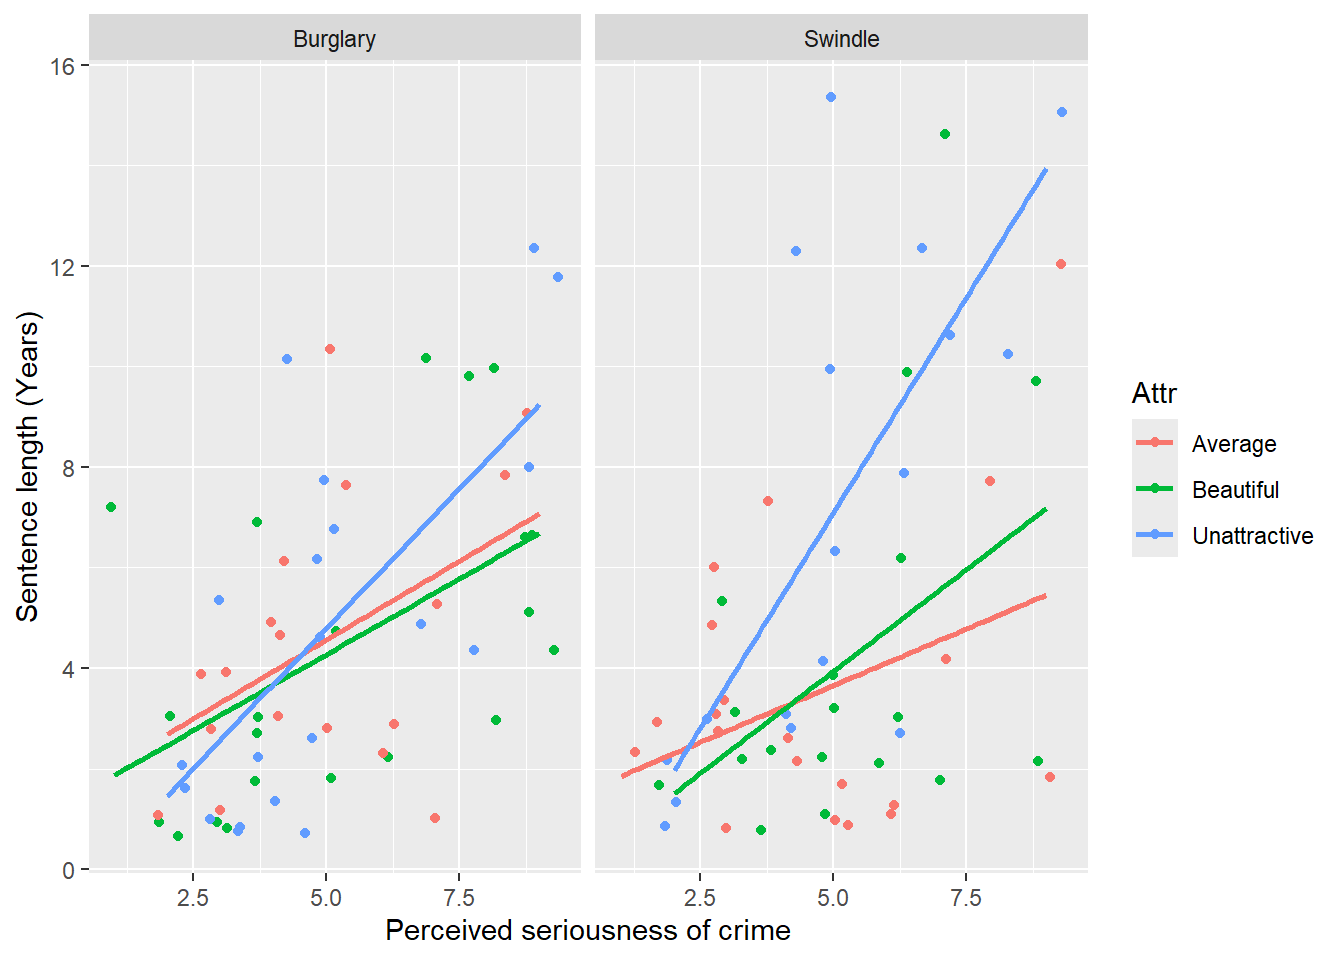 Burglary
Swindle
16
12
8
4
0
Sentence length (Years)
2.5 5.0 7.5
2.5 5.0 7.5
Perceived seriousness of crime
Attr
Average
Beautiful
Unattractive